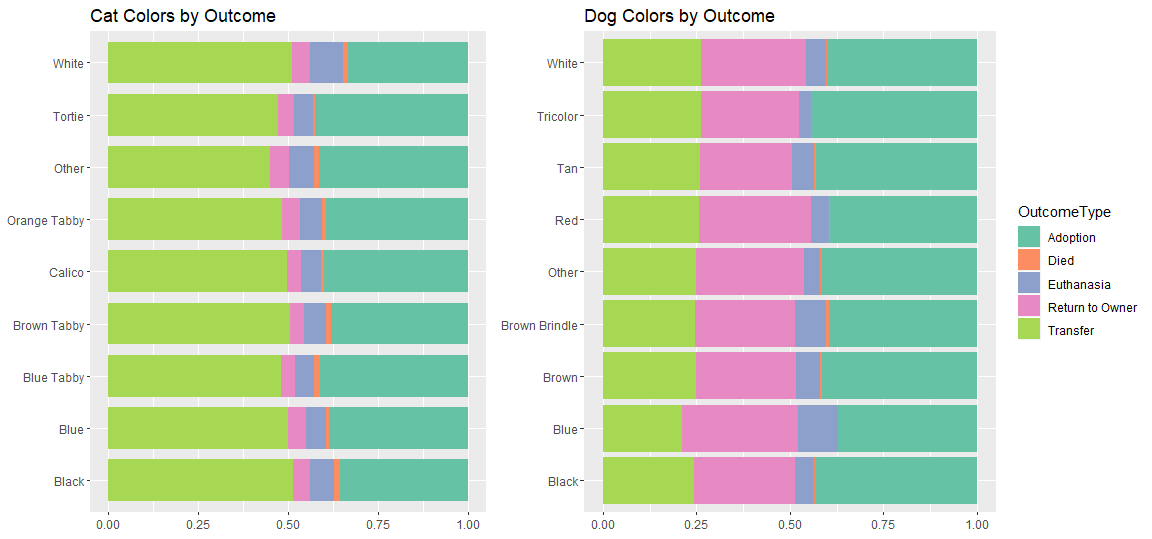 Cat Colors by Outcome
White
Tortie
Other
Orange Tabby
Calico
Brown Tabby
Blue Tabby
Blue
Black
0.00 0.25 0.50 0.75 1.00
Dog Colors by Outcome
White
Tricolor
Tan
Red
Other
Brown Brindle
Brown
Blue
Black
0.00 0.25 0.50 0.75 1.00
OutcomeType
Adoption
Died
Euthanasia
Return to Owner
Transfer